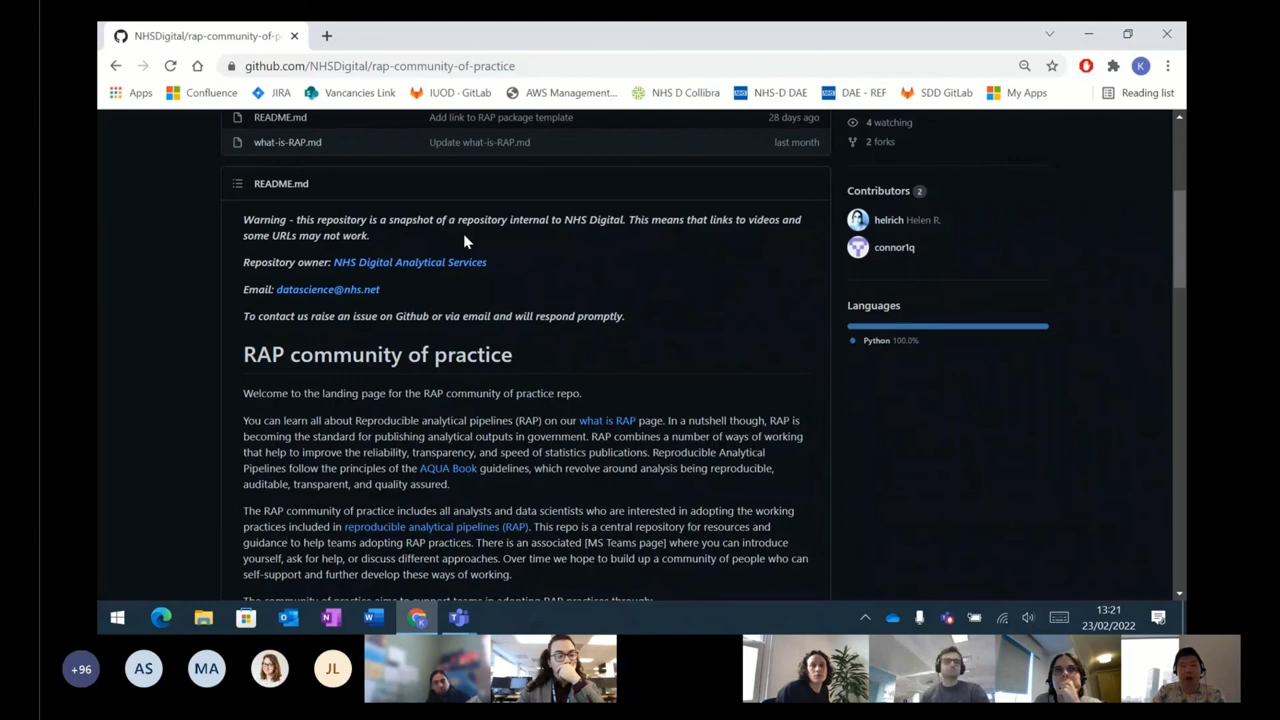 NHSDigital/rap-community-of-p
github.com/NHSDigital/rap-community-of-practice
K
Apps
Confluence
JIRA
Vacancies Link
IUOD · GitLab
AWS Management...
NHS D Collibra
NHS
NHS-D DAE
NHS
DAE - REF
SDD GitLab
My Apps
Reading list
README.md
Add link to RAP package template
28 days ago
what-is-RAP.md
Update what-is-RAP.md
last month
4 watching
2 forks
README.md
Warning - this repository is a snapshot of a repository internal to NHS Digital. This means that links to videos and
some URLs may not work.
Repository owner: NHS Digital Analytical Services
Email: datascience@nhs.net
To contact us raise an issue on Github or via email and will respond promptly.
RAP community of practice
Welcome to the landing page for the RAP community of practice repo.
You can learn all about Reproducible analytical pipelines (RAP) on our what is RAP page. In a nutshell though, RAP is
becoming the standard for publishing analytical outputs in government. RAP combines a number of ways of working
that help to improve the reliability, transparency, and speed of statistics publications. Reproducible Analytical
Pipelines follow the principles of the AQUA Book guidelines, which revolve around analysis being reproducible,
auditable, transparent, and quality assured.
The RAP community of practice includes all analysts and data scientists who are interested in adopting the working
practices included in reproducible analytical pipelines (RAP). This repo is a central repository for resources and
guidance to help teams adopting RAP practices. There is an associated [MS Teams page] where you can introduce
yourself, ask for help, or discuss different approaches. Over time we hope to build up a community of people who can
self-support and further develop these ways of working.
The community of practice aims to support teams in adopting RAP practices through:
Contributors 2
helrich Helen R.
connor1q
Languages
Python 100.0%
13:21
23/02/2022
+96
AS
MA
JL